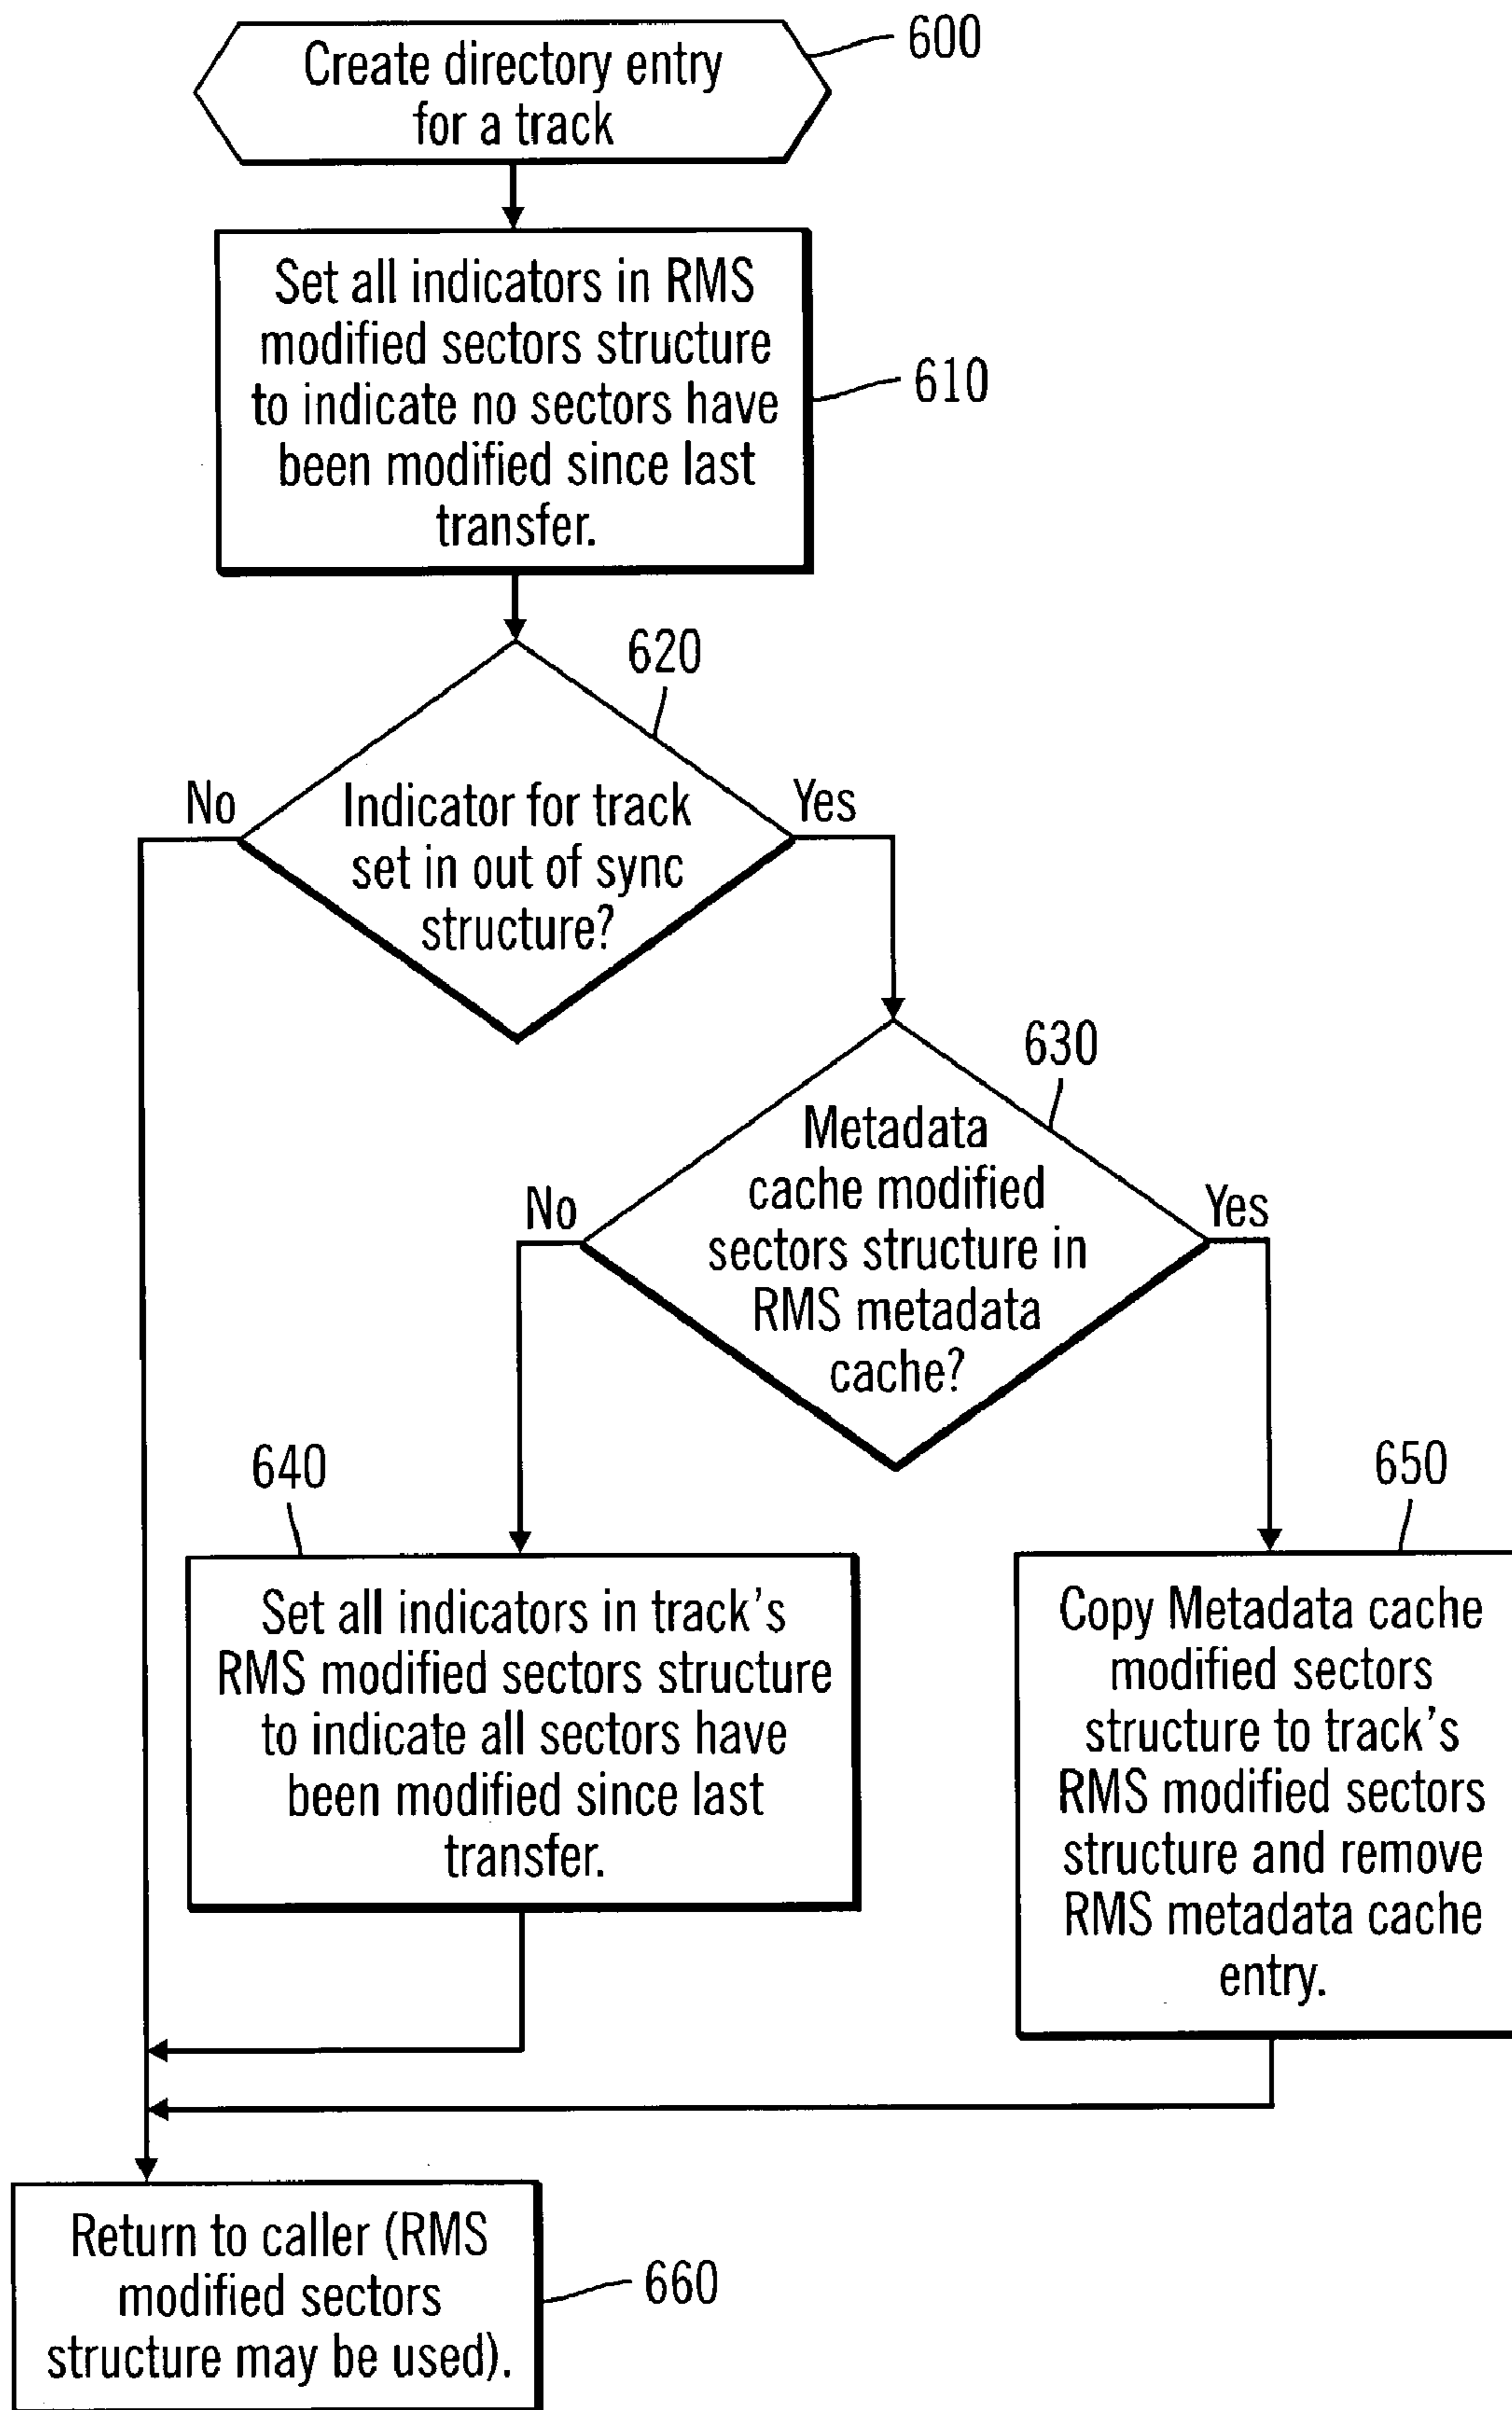 Create directory entry
for a track
600
Set all indicators in RMS
modified sectors structure
to indicate no sectors have
been modified since last
transfer.
610
620
No
Yes
Indicator for track
set in out of sync
structure?
630
Metadata
cache modified
sectors structure in
RMS metadata
cache?
No
Yes
640
Set all indicators in track's
RMS modified sectors structure
to indicate all sectors have
been modified since last
transfer.
650
Copy Metadata cache
modified sectors
structure to track's
RMS modified sectors
structure and remove
RMS metadata cache
entry.
Return to caller (RMS
modified sectors
structure may be used).
660